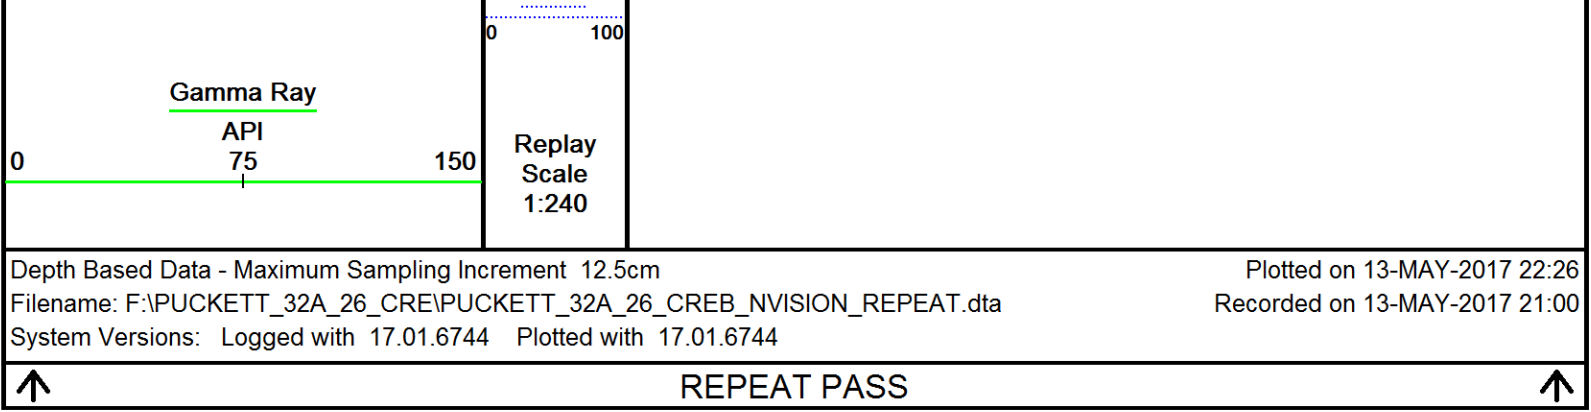 0 100
Gamma Ray
API
0 75 150
Replay
Scale
1:240
Depth Based Data - Maximum Sampling Increment 12.5cm
Plotted on 13-MAY-2017 22:26
Filename: F:\PUCKETT_32A_26_CRE\PUCKETT_32A_26_CREB_NVISION_REPEAT.dta
Recorded on 13-MAY-2017 21:00
System Versions: Logged with 17.01.6744 Plotted with 17.01.6744
REPEAT PASS